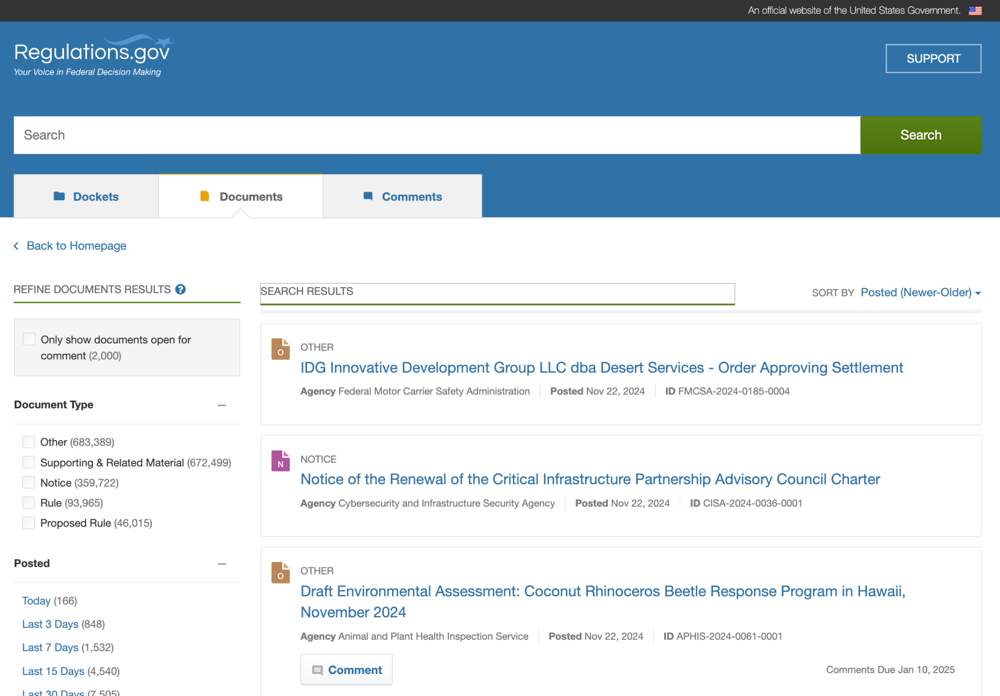 An official website of the United States Government.
Regulations.gov
Your Voice in Federal Decision Making
SUPPORT
Search
Search
Dockets
Documents
Comments
Back to Homepage
REFINE DOCUMENTS RESULTS ?
Only show documents open for
comment (2,000)
Document Type
Other (683,389)
Supporting & Related Material (672,499)
Notice (359,722)
Rule (93,965)
Proposed Rule (46,015)
Posted
Today (166)
Last 3 Days (848)
Last 7 Days (1,532)
Last 15 Days (4,540)
Last 30 Days (7,505)
SEARCH RESULTS
SORT BY Posted (Newer-Older)
O
OTHER
IDG Innovative Development Group LLC dba Desert Services - Order Approving Settlement
Agency Federal Motor Carrier Safety Administration Posted Nov 22, 2024 ID FMCSA-2024-0185-0004
N
NOTICE
Notice of the Renewal of the Critical Infrastructure Partnership Advisory Council Charter
Agency Cybersecurity and Infrastructure Security Agency Posted Nov 22, 2024 ID CISA-2024-0036-0001
O
OTHER
Draft Environmental Assessment: Coconut Rhinoceros Beetle Response Program in Hawaii,
November 2024
Agency Animal and Plant Health Inspection Service Posted Nov 22, 2024 ID APHIS-2024-0061-0001
Comment
Comments Due Jan 10, 2025